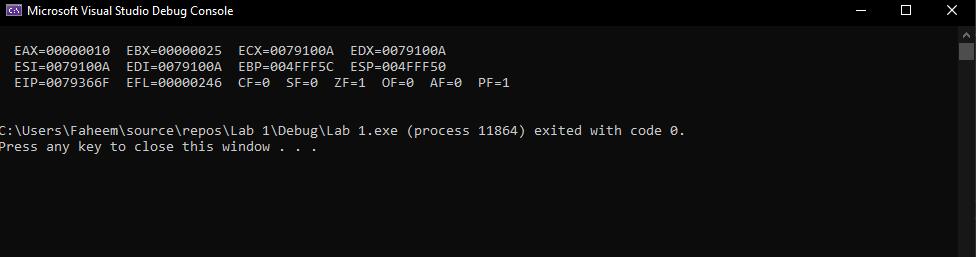 Microsoft Visual Studio Debug Console
EAX=00000010  EBX=00000025  ECX=0079100A  EDX=0079100A
ESI=0079100A  EDI=0079100A  EBP=004FFF5C  ESP=004FFF50
EIP=0079366F  EFL=00000246  CF=0  SF=0  ZF=1  OF=0  AF=0  PF=1
C:\Users\Faheem\source\repos\Lab 1\Debug\Lab 1.exe (process 11864) exited with code 0.
Press any key to close this window . . .